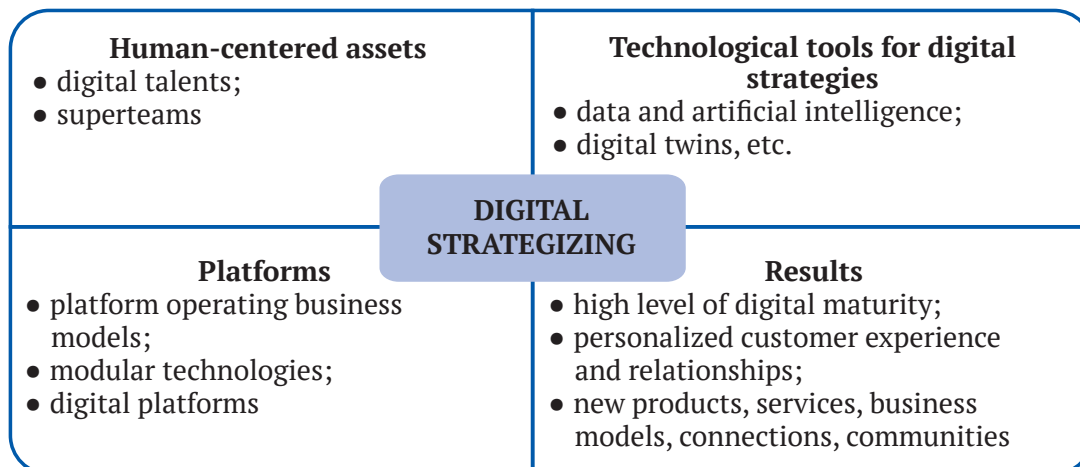 Human-centered assets
● digital talents;
● superteams
Technological tools for digital
strategies
● data and artificial intelligence;
● digital twins, etc.
DIGITAL
STRATEGIZING
Platforms
● platform operating business
models;
● modular technologies;
● digital platforms
Results
● high level of digital maturity;
● personalized customer experience
and relationships;
● new products, services, business
models, connections, communities